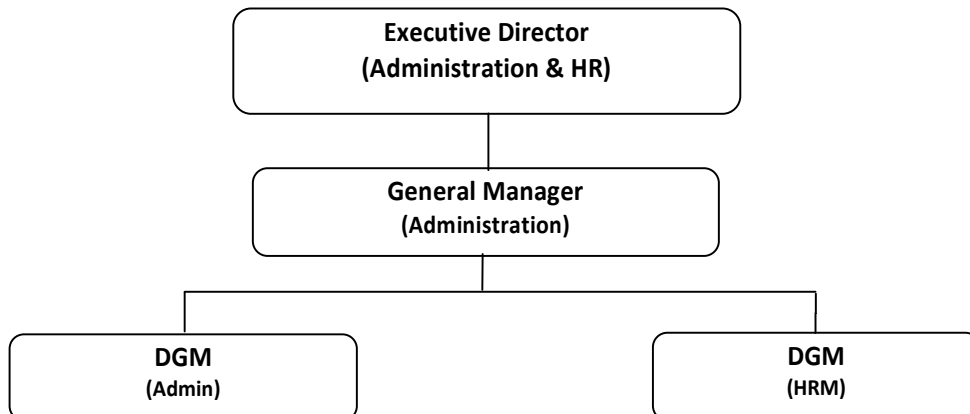 Executive Director
(Administration & HR)
General Manager
(Administration)
DGM
(Admin)
DGM
(HRM)